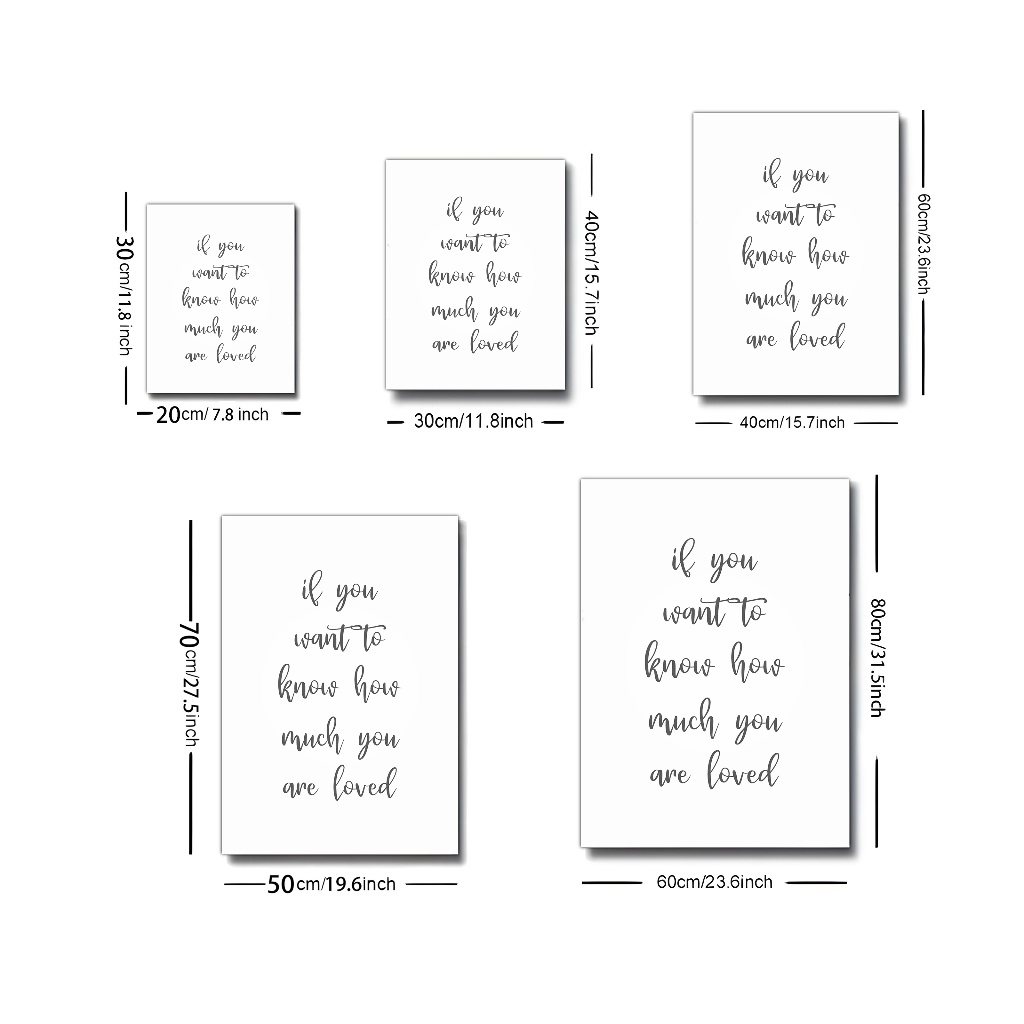 if you
want to
know how
much you
are loved
30cm/11.8 inch
20cm/ 7.8 inch
if you
want to
know how
much you
are loved
40cm/15.7inch
30cm/11.8inch
if you
want to
know how
much you
are loved
60cm/23.6inch
40cm/15.7inch
70cm/27.5inch
if you
want to
know how
much you
are loved
50cm/19.6inch
if you
want to
know how
much you
are loved
80cm/31.5inch
60cm/23.6inch